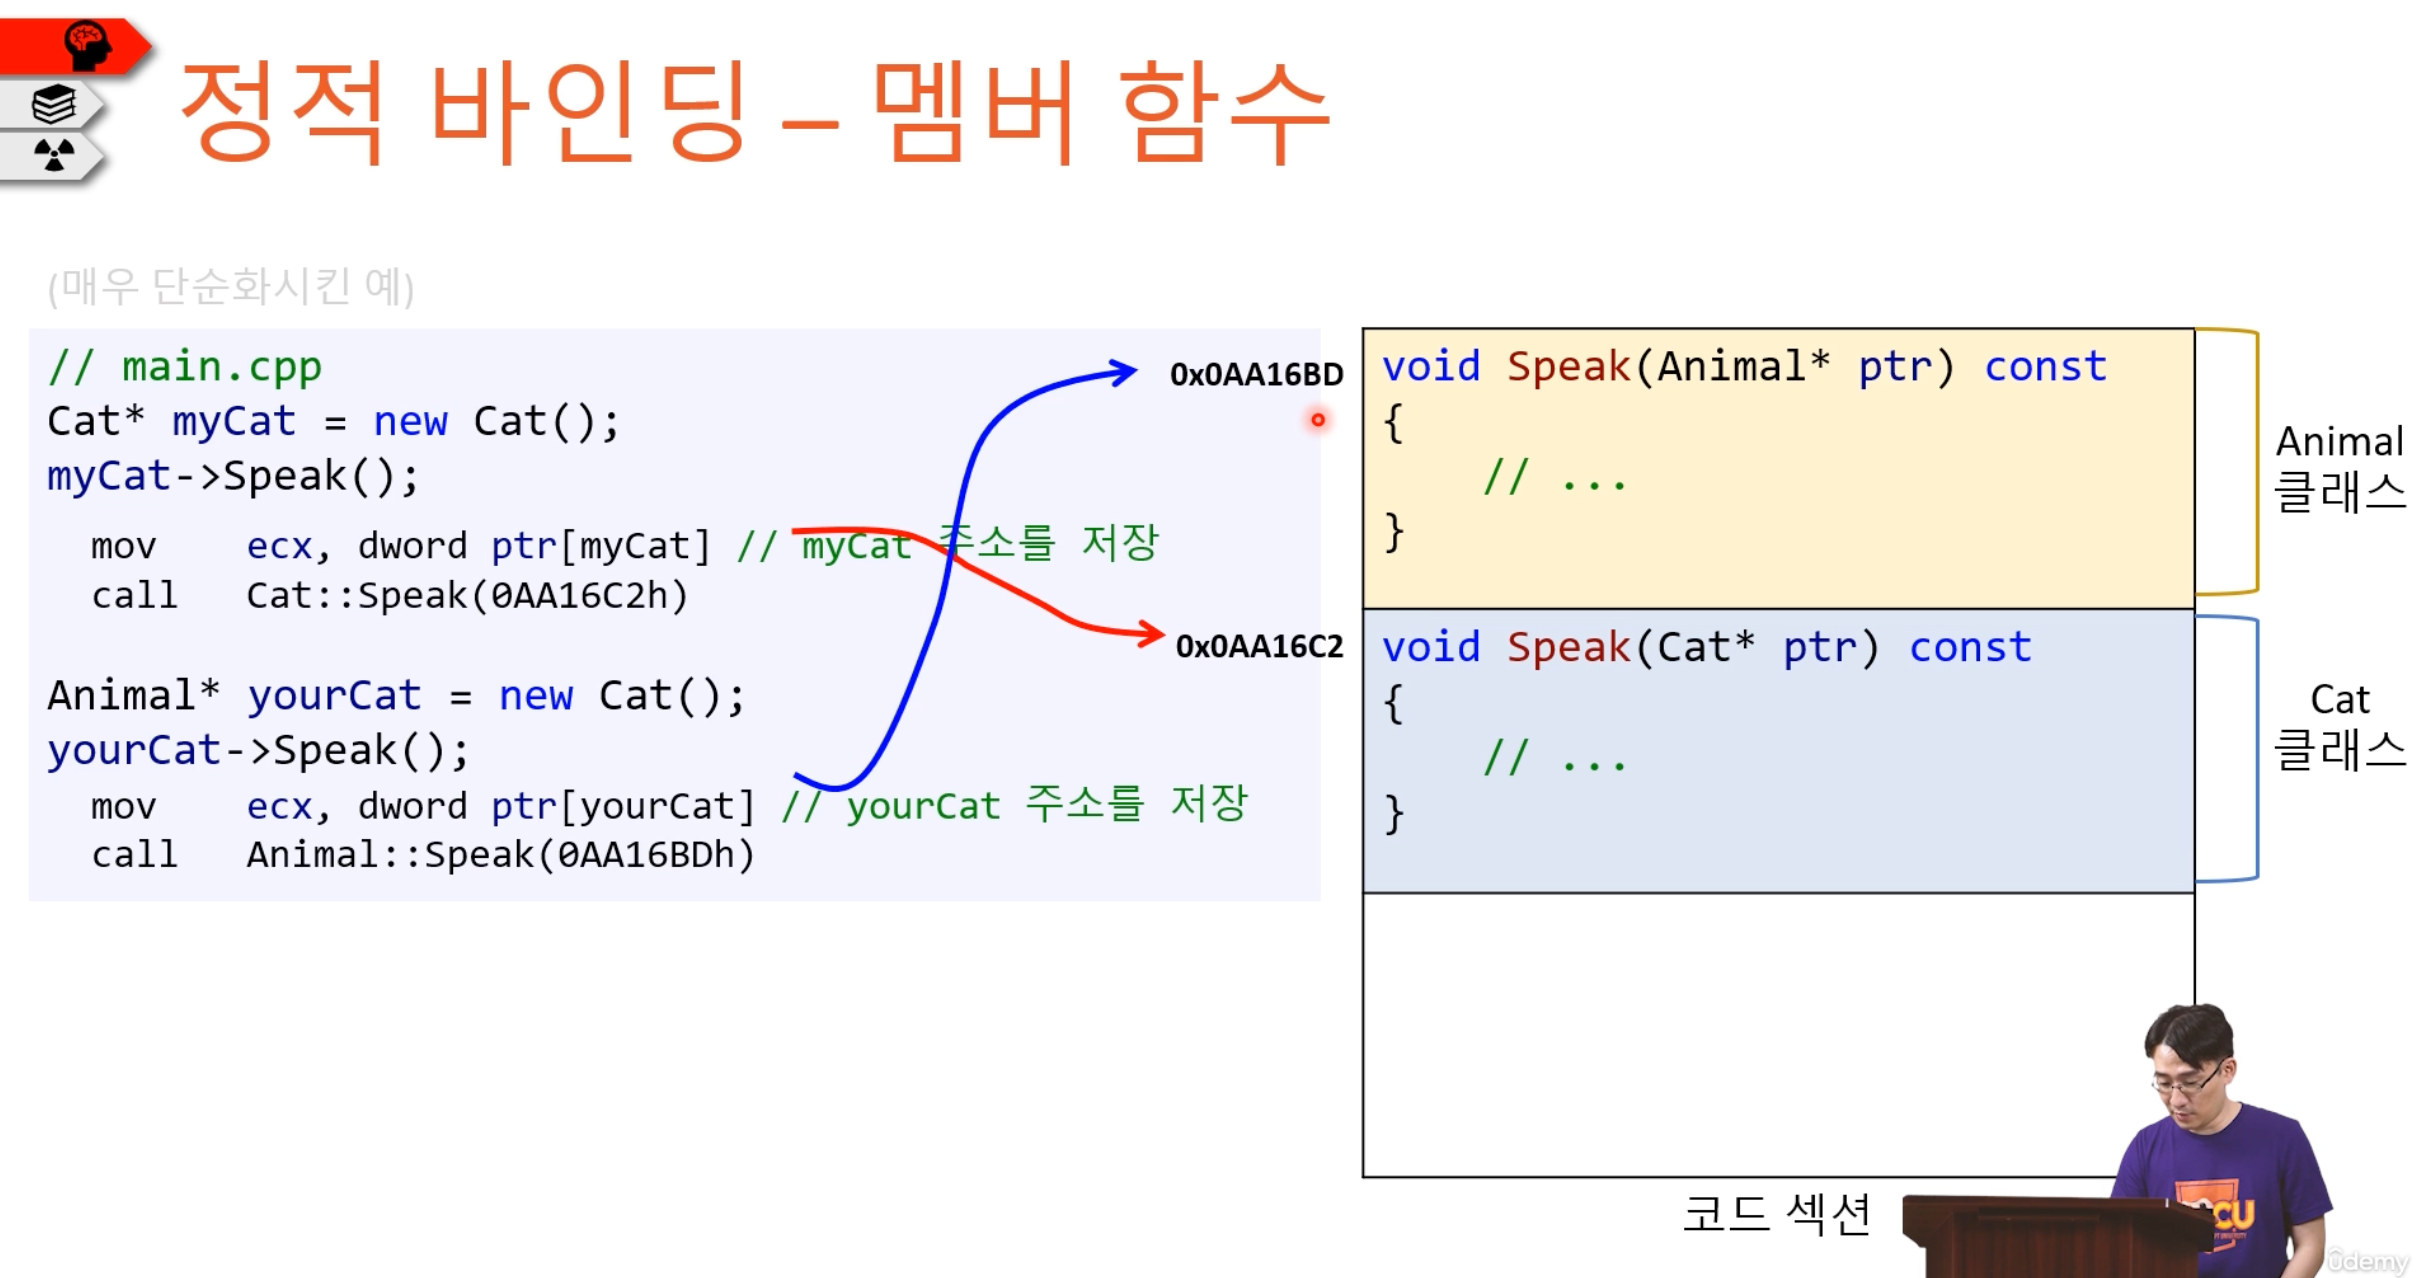 정적 바인딩 – 멤버 함수
(매우 단순화시킨 예)
// main.cpp
Cat* myCat = new Cat();
myCat->Speak();
mov ecx, dword ptr[myCat] // myCat 주소를 저장
call Cat::Speak(0AA16C2h)
Animal* yourCat = new Cat();
yourCat->Speak();
mov ecx, dword ptr[yourCat] // yourCat 주소를 저장
call Animal::Speak(0AA16BDh)
0x0AA16BD
0x0AA16C2
void Speak(Animal* ptr) const
{
// ...
}
Animal
클래스
void Speak(Cat* ptr) const
{
// ...
}
Cat
클래스
코드 섹션
CU
udemy